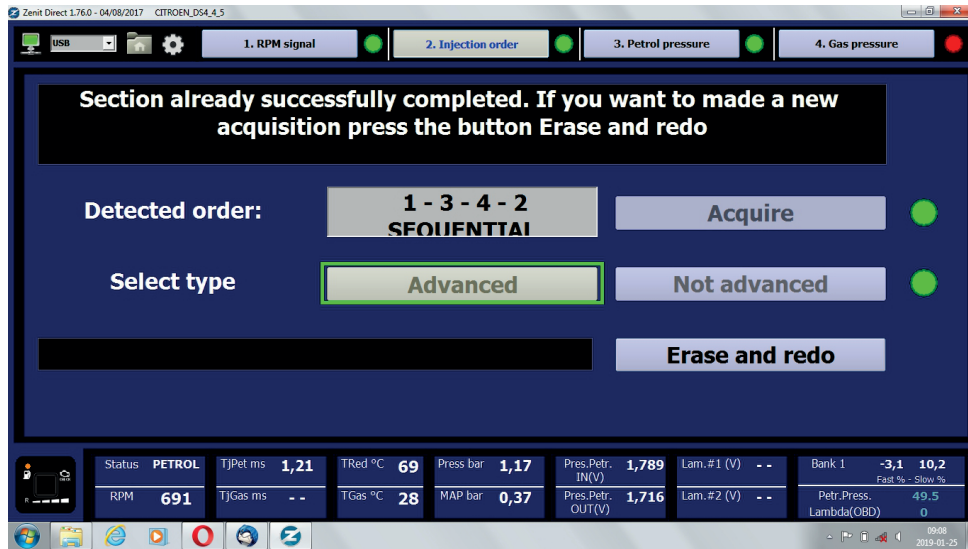 Zenit Direct 1.76.0 - 04/08/2017 CITROEN_DS4_4_5
USB
1. RPM signal
2. Injection order
3. Petrol pressure
4. Gas pressure
Section already successfully completed. If you want to made a new
acquisition press the button Erase and redo
Detected order:
1 - 3 - 4 - 2
SEQUENTIAL
Acquire
Select type
Advanced
Not advanced
Erase and redo
Status PETROL
TjPet ms 1,21
TRed °C 69
Press bar 1,17
Pres.Petr. IN(V) 1,789
Lam.#1 (V) - -
Bank 1 -3,1 10,2
Fast % - Slow %
RPM 691
TjGas ms - -
TGas °C 28
MAP bar 0,37
Pres.Petr. OUT(V) 1,716
Lam.#2 (V) - -
Petr.Press. 49.5
Lambda(OBD) 0
09:08
2019-01-25